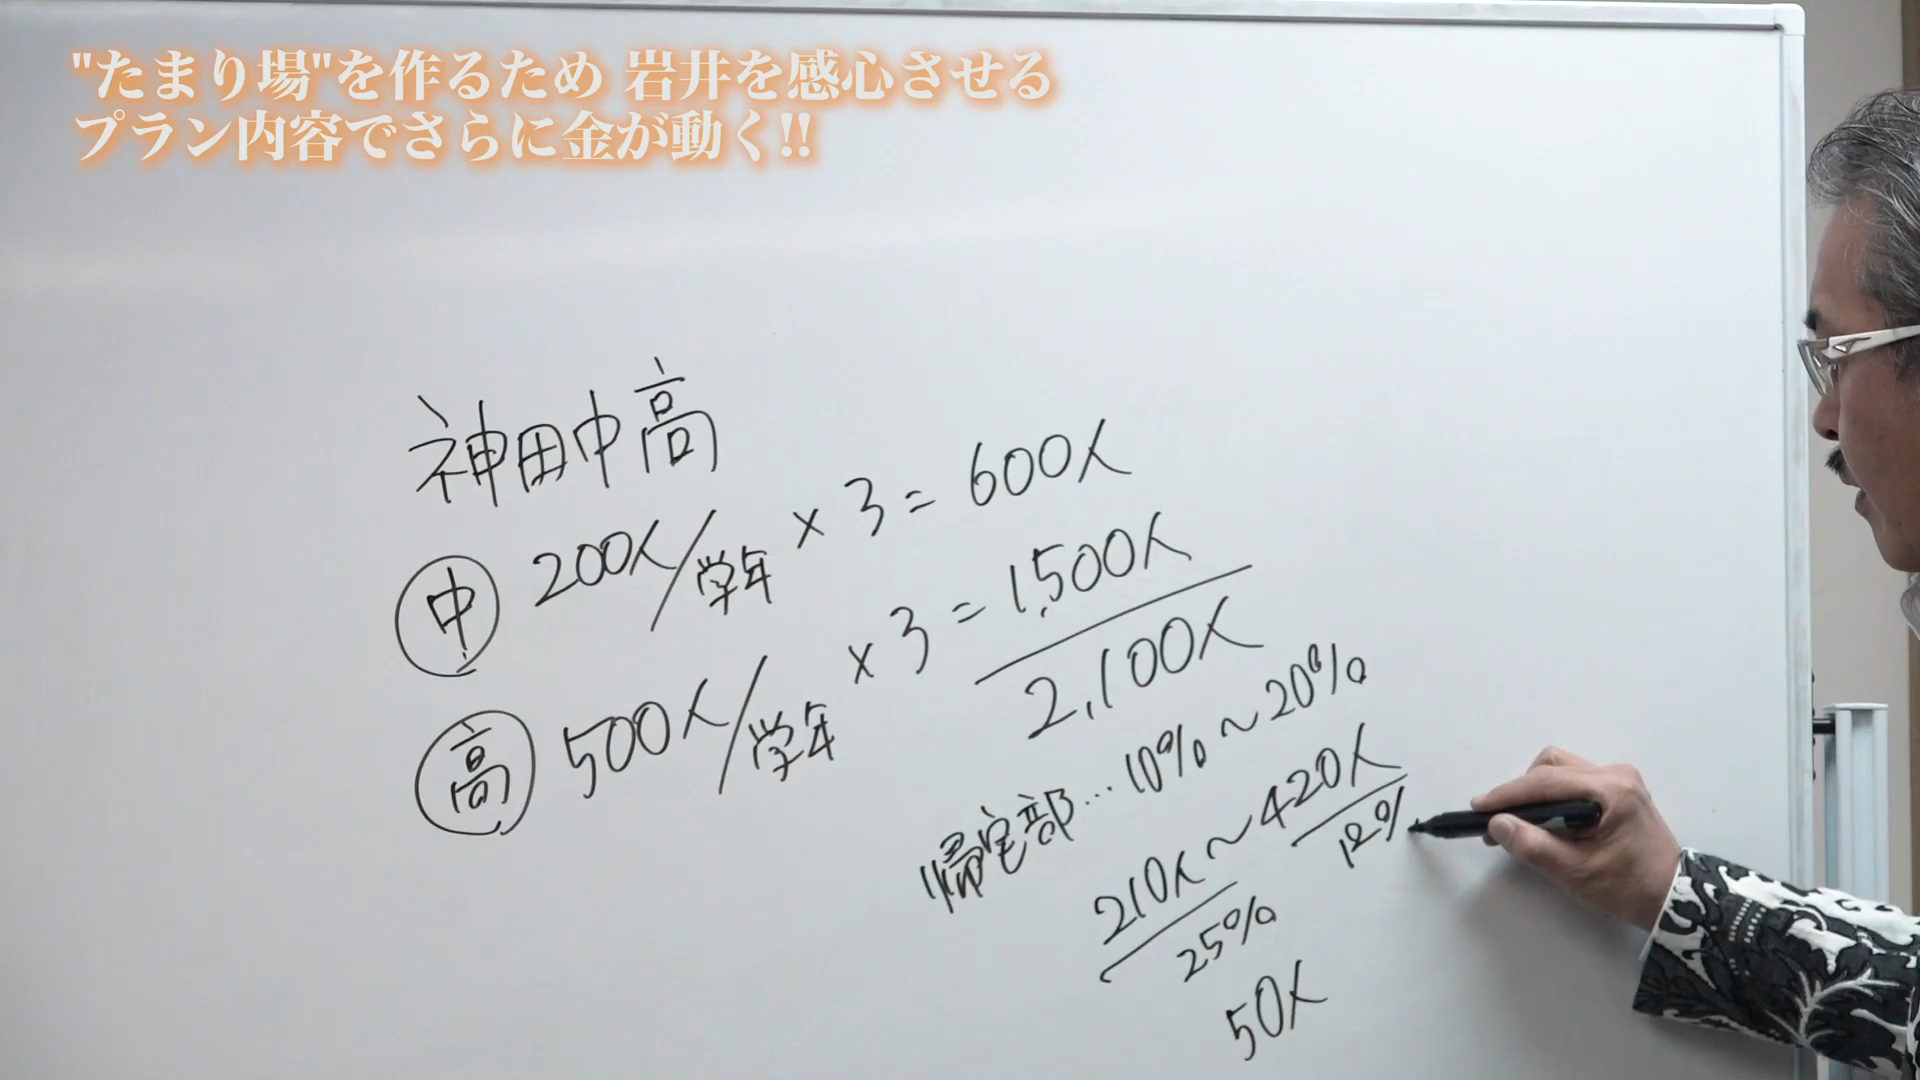 "たまり場"を作るため 岩井を感心させる
プラン内容でさらに金が動く!!
神田中高
中 200人/学年 × 3 = 600人
高 500人/学年 × 3 = 1,500人
2,100人
帰宅部…10%～20%
210人～420人
25% 12%
50人